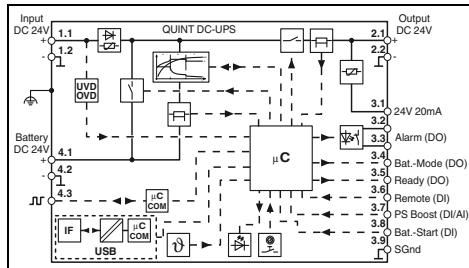 Input
DC 24V
1.1
+
1.2
-
QUINT DC-UPS
Output
DC 24V
2.1
+
2.2
-
UVD
OVD
3.1
24V 20mA
3.2
Alarm (DO)
3.3
Battery
DC 24V
4.1
+
4.2
-
4.3
µC
3.4
Bat.-Mode (DO)
3.5
Ready (DO)
3.6
Remote (DI)
3.7
PS Boost (DI/AI)
3.8
Bat.-Start (DI)
3.9
SGnd
µC
COM
IF
µC
COM
USB
ϑ